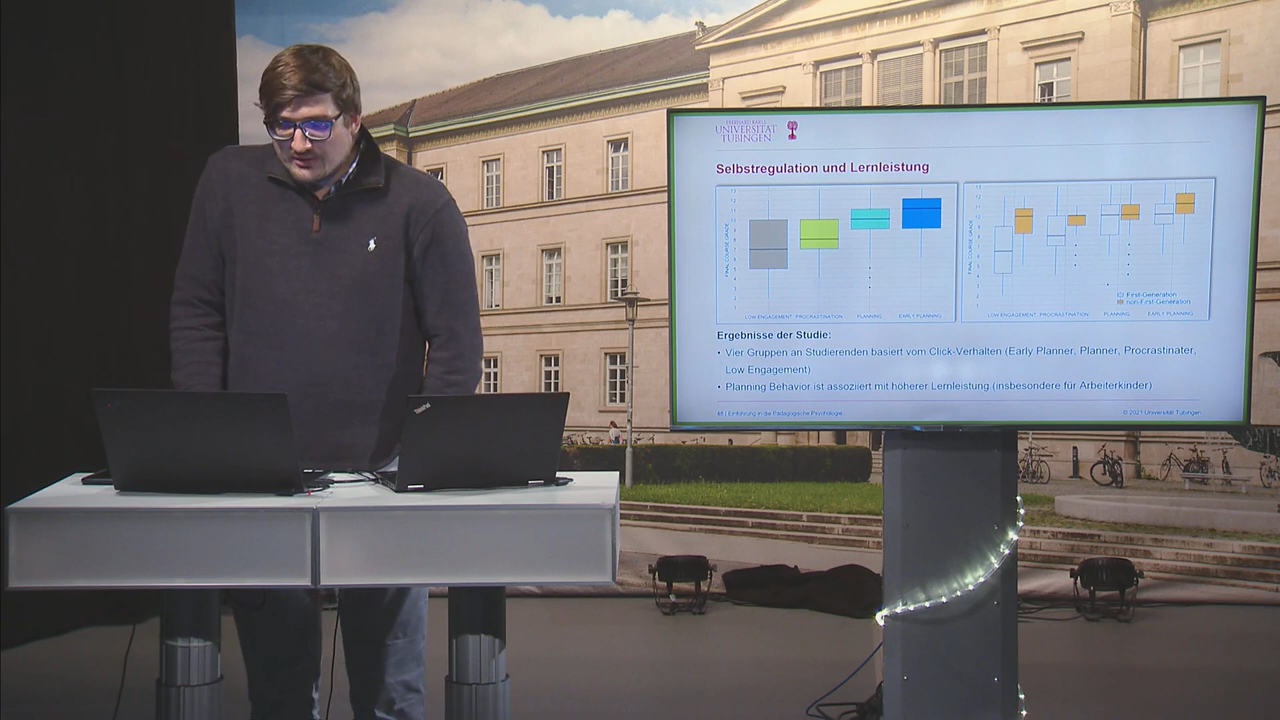 EBERHARD KARLS
UNIVERSITÄT
TÜBINGEN
Selbstregulation und Lernleistung
FINAL COURSE GRADE
LOW ENGAGEMENT PROCRASTINATION PLANNING EARLY PLANNING
FINAL COURSE GRADE
First-Generation
non-First-Generation
LOW ENGAGEMENT PROCRASTINATION PLANNING EARLY PLANNING
Ergebnisse der Studie:
• Vier Gruppen an Studierenden basiert vom Click-Verhalten (Early Planner, Planner, Procrastinater,
Low Engagement)
• Planning Behavior ist assoziiert mit höherer Lernleistung (insbesondere für Arbeiterkinder)
| Einführung in die Pädagogische Psychologie
© 2021 Universität Tübingen
ThinkPad